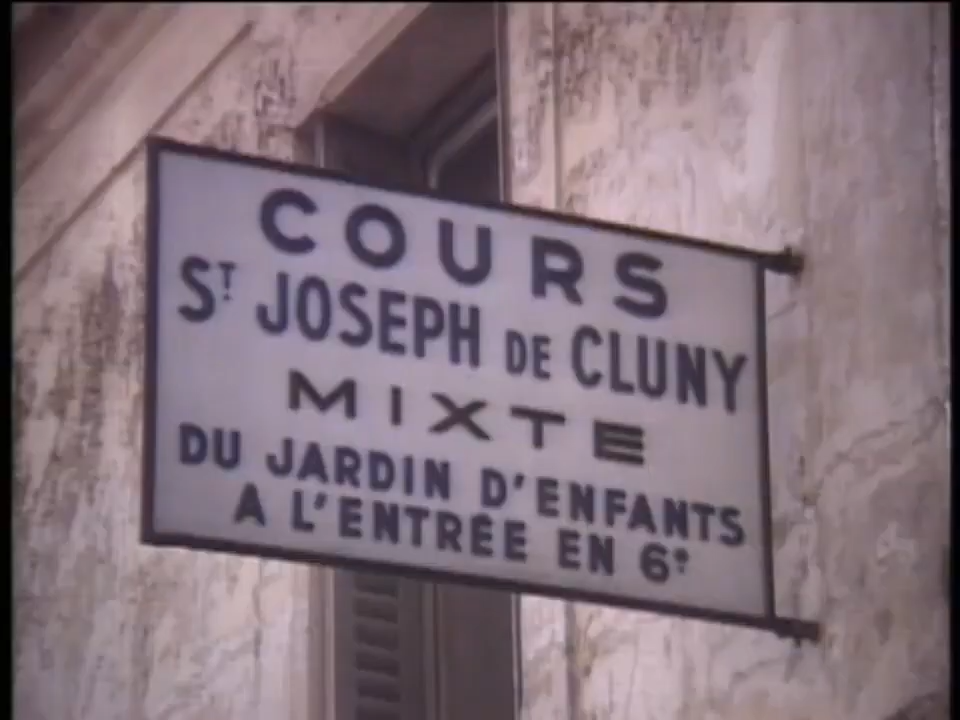 COURS
ST JOSEPH DE CLUNY
MIXTE
DU JARDIN D'ENFANTS
A L'ENTRÉE EN 6e